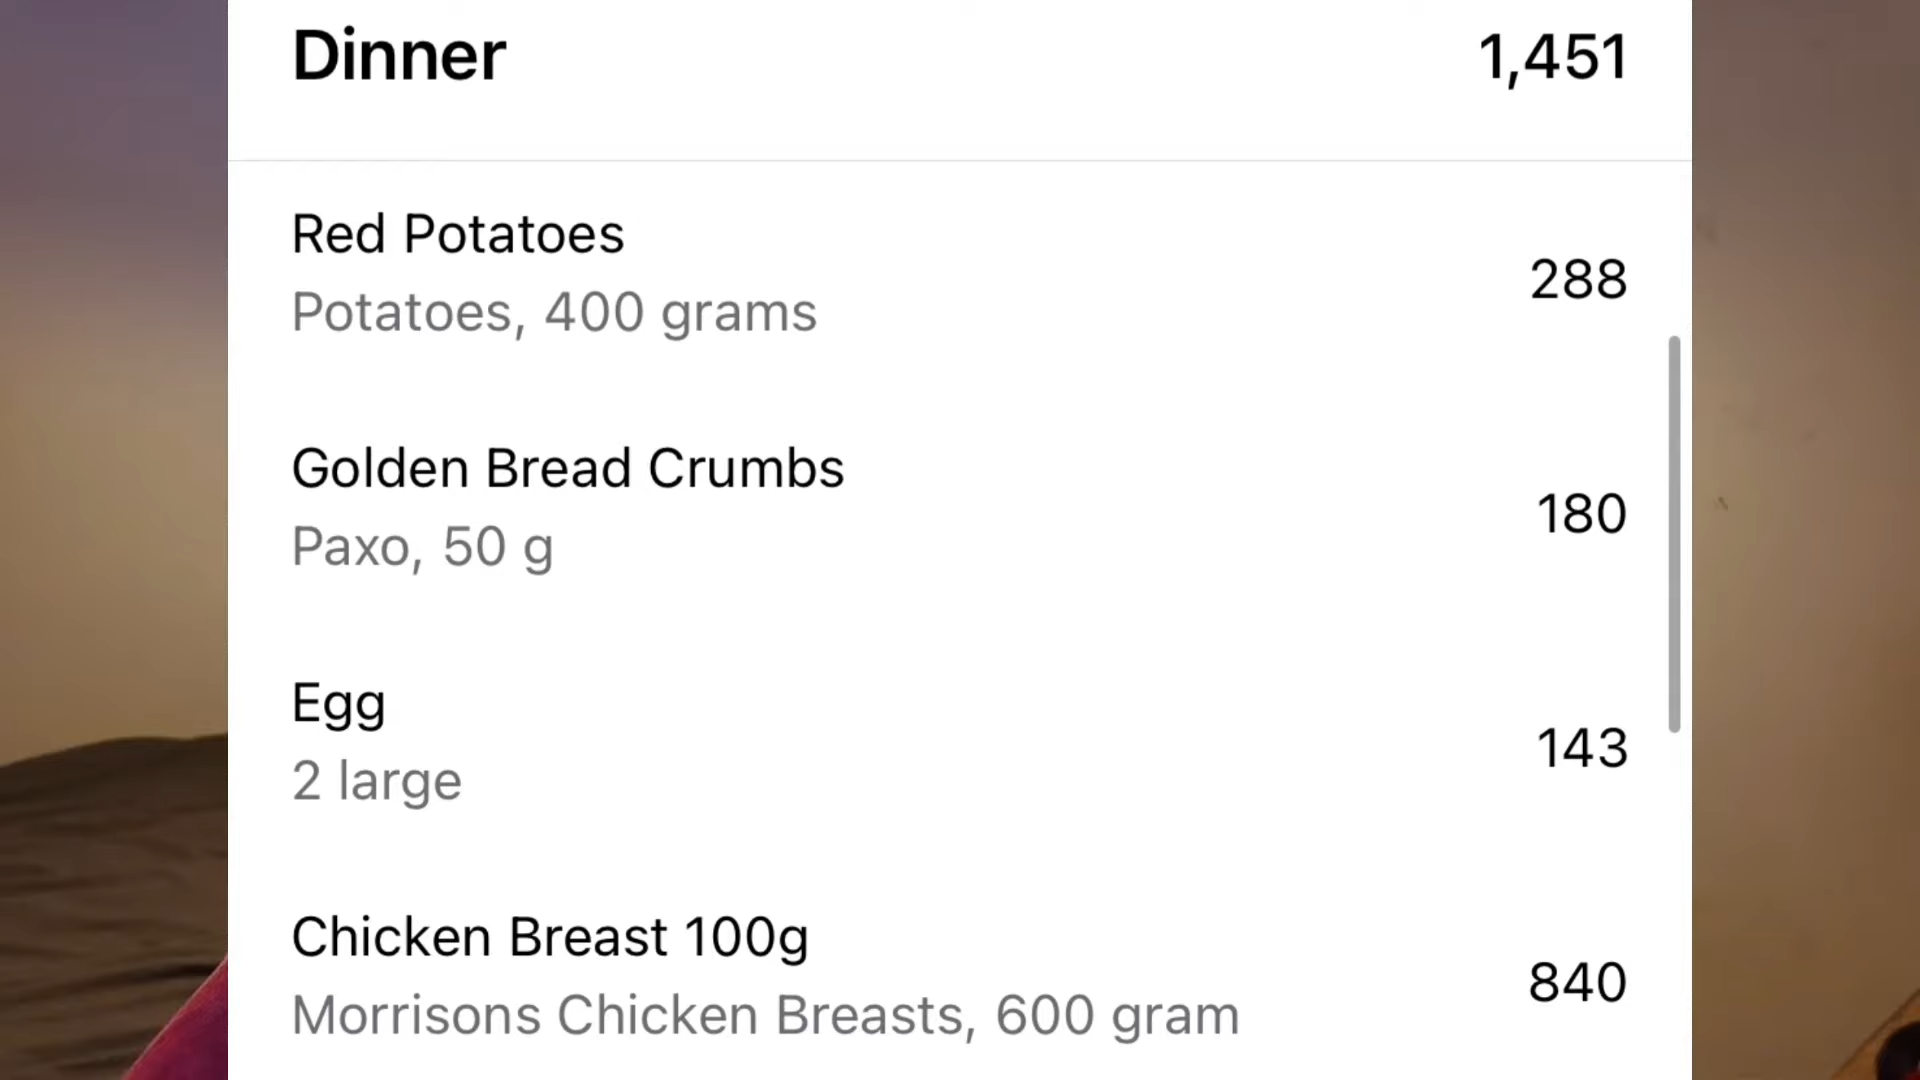 Dinner 1,451
Red Potatoes
Potatoes, 400 grams
288
Golden Bread Crumbs
Paxo, 50 g
180
Egg
2 large
143
Chicken Breast 100g
Morrisons Chicken Breasts, 600 gram
840